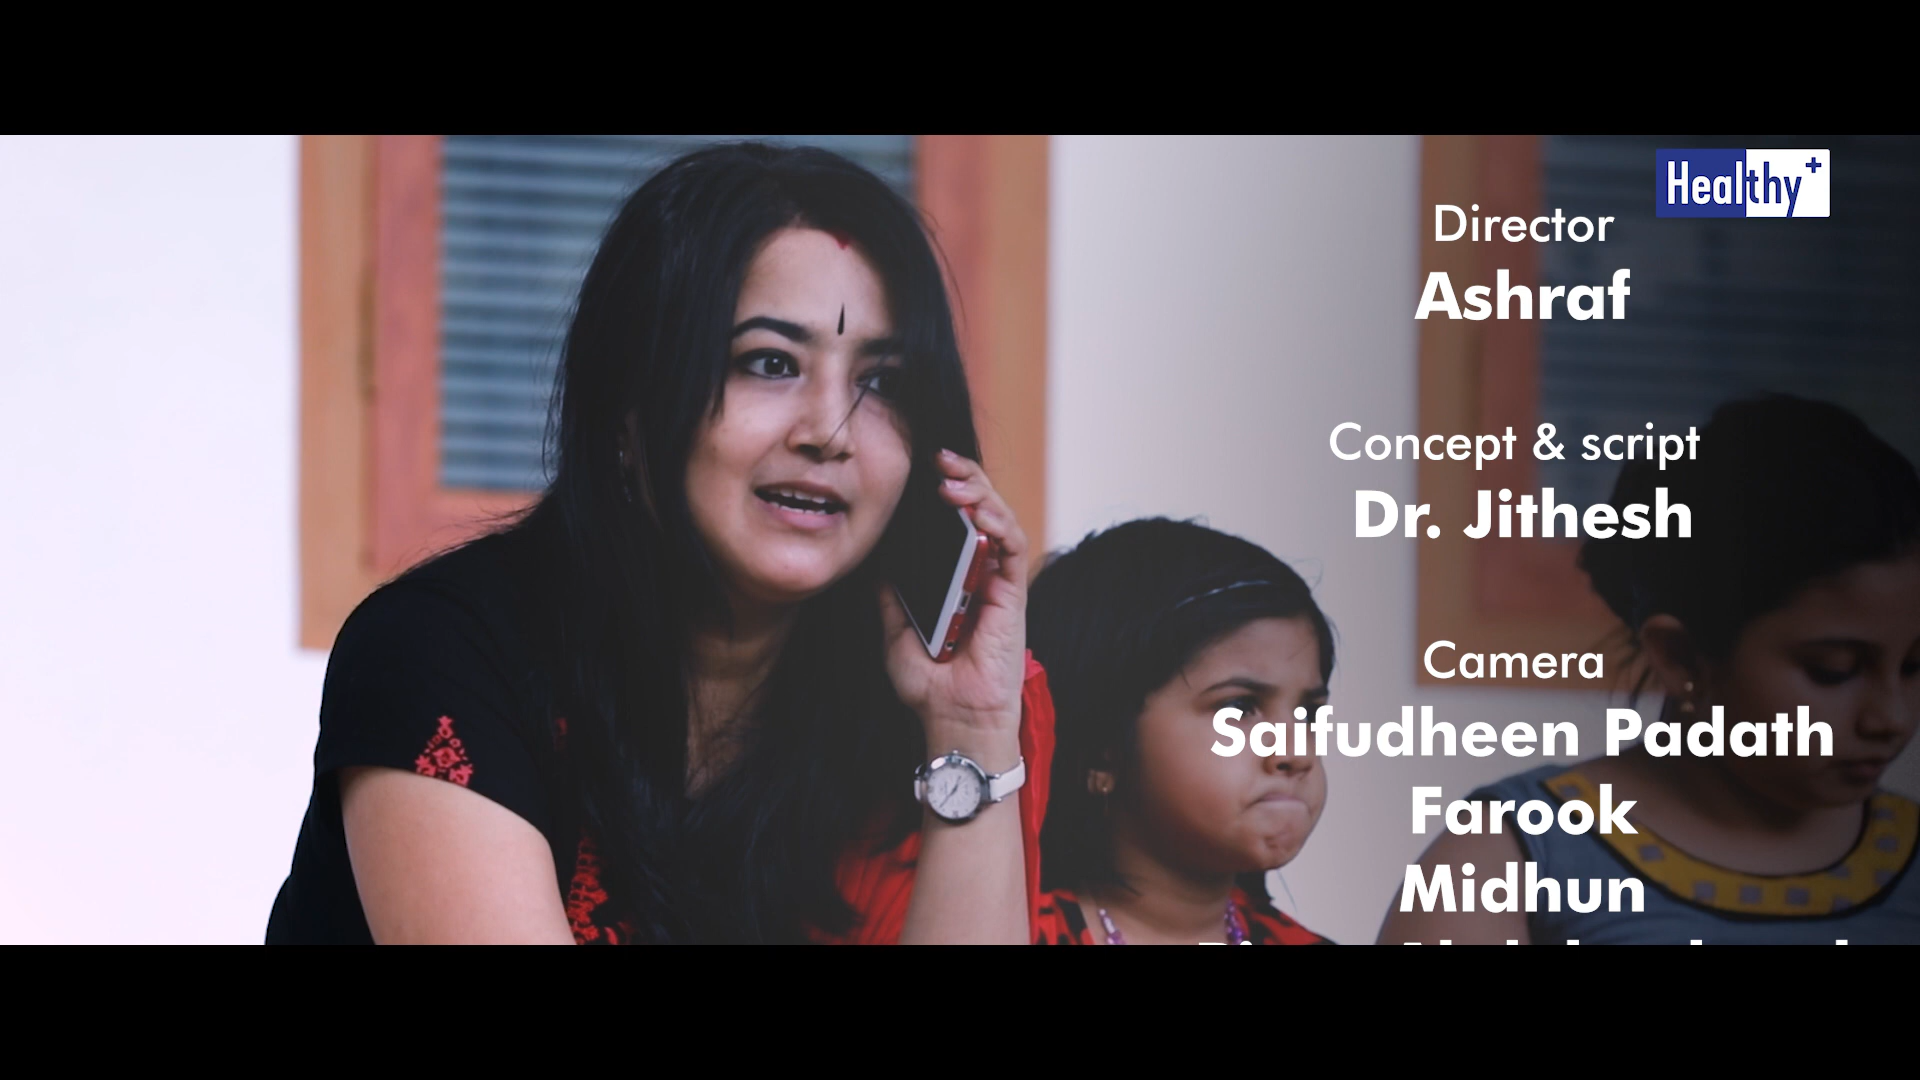 Healthy+
Director
Ashraf
Concept & script
Dr. Jithesh
Camera
Saifudheen Padath
Farook
Midhun